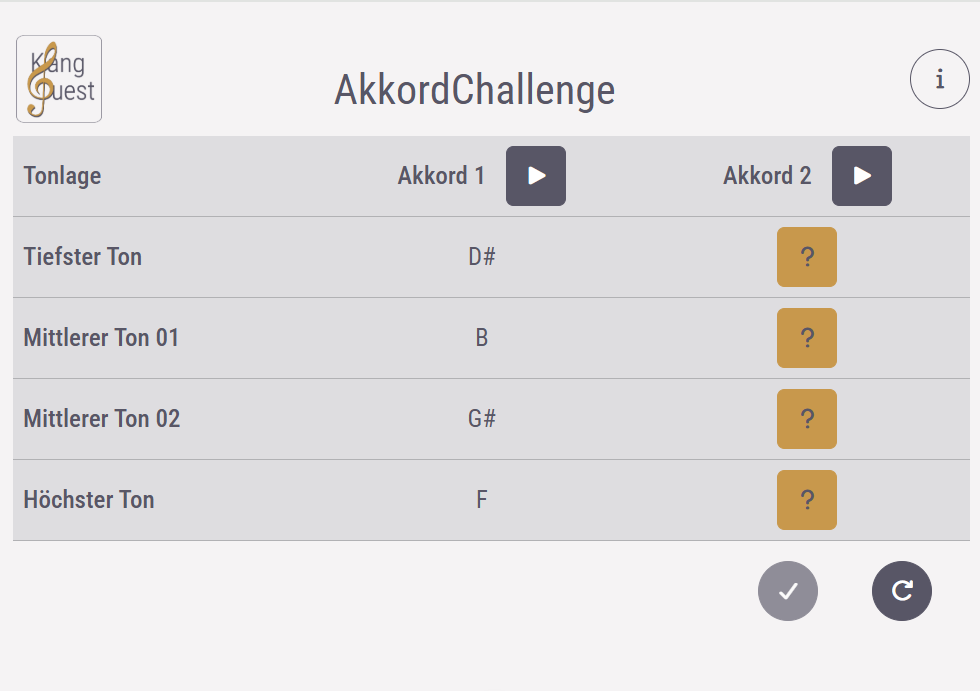 Klang
Quest
AkkordChallenge
i
Tonlage Akkord 1 Akkord 2
Tiefster Ton D# ?
Mittlerer Ton 01 B ?
Mittlerer Ton 02 G# ?
Höchster Ton F ?